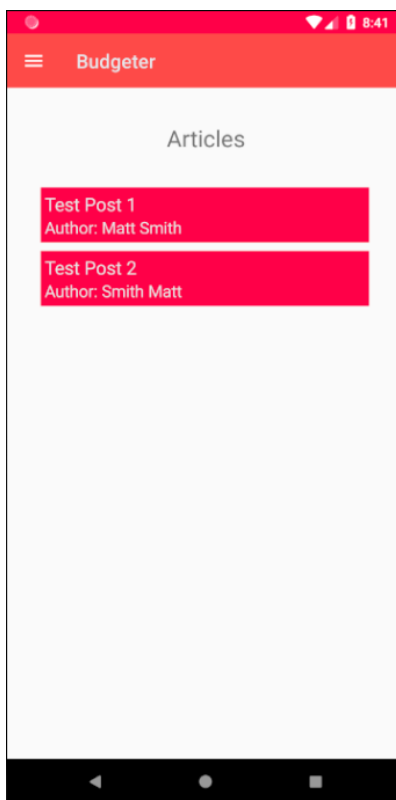 8:41
Budgeter
Articles
Test Post 1
Author: Matt Smith
Test Post 2
Author: Smith Matt